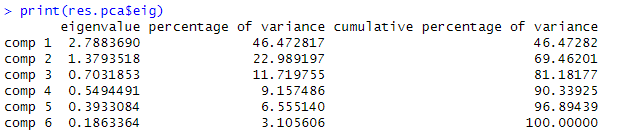 > print(res.pca$eig)
eigenvalue percentage of variance cumulative percentage of variance
comp 1 2.7883690 46.472817 46.47282
comp 2 1.3793518 22.989197 69.46201
comp 3 0.7031853 11.719755 81.18177
comp 4 0.5494491 9.157486 90.33925
comp 5 0.3933084 6.555140 96.89439
comp 6 0.1863364 3.105606 100.00000